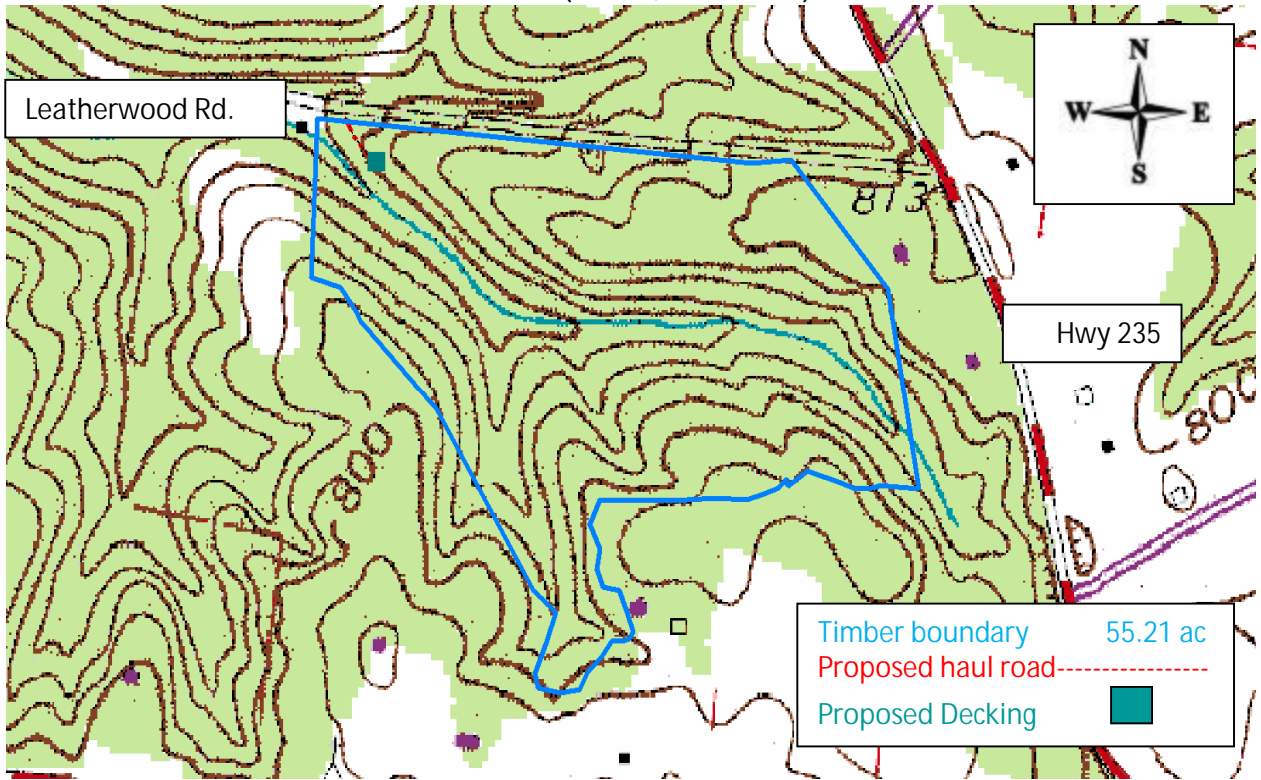 N
Leatherwood Rd.
W E
S
813
Hwy 235
800
800
Timber boundary 55.21 ac
Proposed haul road----------------
Proposed Decking